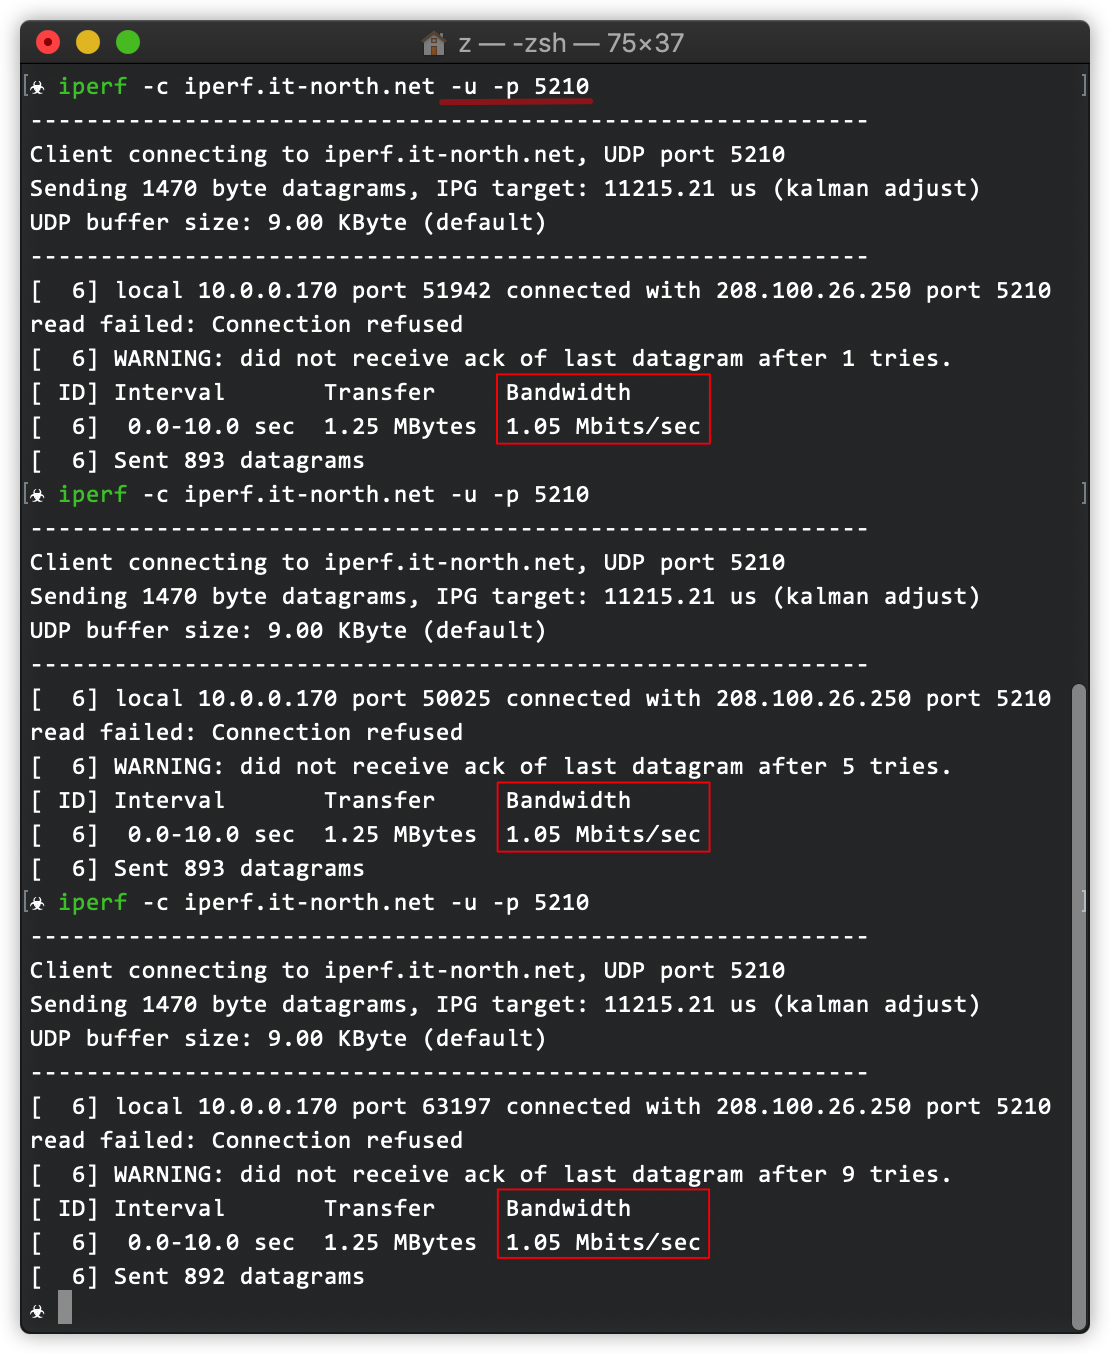 z — -zsh — 75×37
iperf -c iperf.it-north.net -u -p 5210
------------------------------------------------------------
Client connecting to iperf.it-north.net, UDP port 5210
Sending 1470 byte datagrams, IPG target: 11215.21 us (kalman adjust)
UDP buffer size: 9.00 KByte (default)
------------------------------------------------------------
[  6] local 10.0.0.170 port 51942 connected with 208.100.26.250 port 5210
read failed: Connection refused
[  6] WARNING: did not receive ack of last datagram after 1 tries.
[ ID] Interval       Transfer     Bandwidth
[  6]  0.0-10.0 sec  1.25 MBytes  1.05 Mbits/sec
[  6] Sent 893 datagrams
iperf -c iperf.it-north.net -u -p 5210
------------------------------------------------------------
Client connecting to iperf.it-north.net, UDP port 5210
Sending 1470 byte datagrams, IPG target: 11215.21 us (kalman adjust)
UDP buffer size: 9.00 KByte (default)
------------------------------------------------------------
[  6] local 10.0.0.170 port 50025 connected with 208.100.26.250 port 5210
read failed: Connection refused
[  6] WARNING: did not receive ack of last datagram after 5 tries.
[ ID] Interval       Transfer     Bandwidth
[  6]  0.0-10.0 sec  1.25 MBytes  1.05 Mbits/sec
[  6] Sent 893 datagrams
iperf -c iperf.it-north.net -u -p 5210
------------------------------------------------------------
Client connecting to iperf.it-north.net, UDP port 5210
Sending 1470 byte datagrams, IPG target: 11215.21 us (kalman adjust)
UDP buffer size: 9.00 KByte (default)
------------------------------------------------------------
[  6] local 10.0.0.170 port 63197 connected with 208.100.26.250 port 5210
read failed: Connection refused
[  6] WARNING: did not receive ack of last datagram after 9 tries.
[ ID] Interval       Transfer     Bandwidth
[  6]  0.0-10.0 sec  1.25 MBytes  1.05 Mbits/sec
[  6] Sent 892 datagrams